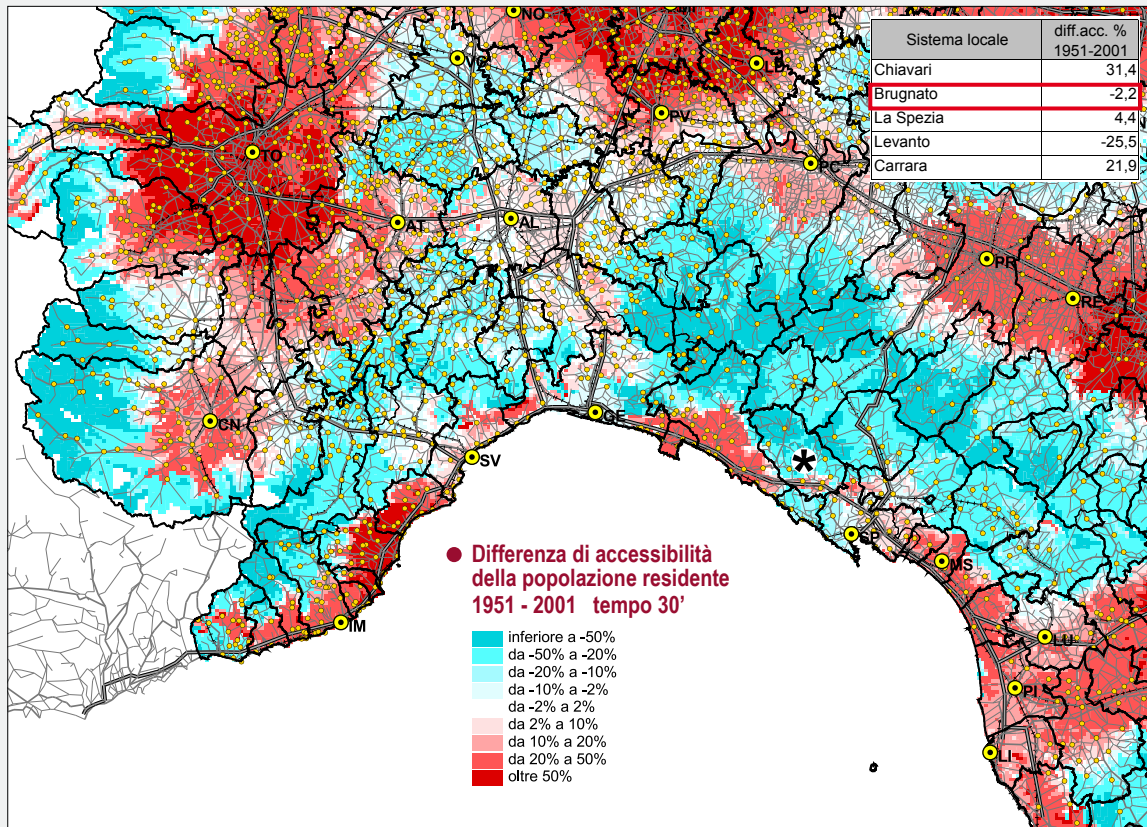 NO
MI
VC
LO
PV
TO
PC
AT
AL
PR
RE
GE
CN
SV
SP
MS
IM
LU
PI
LI
*
Sistema locale diff.acc. % 1951-2001
Chiavari 31,4
Brugnato -2,2
La Spezia 4,4
Levanto -25,5
Carrara 21,9
● Differenza di accessibilità
della popolazione residente
1951 - 2001 tempo 30'
inferiore a -50%
da -50% a -20%
da -20% a -10%
da -10% a -2%
da -2% a 2%
da 2% a 10%
da 10% a 20%
da 20% a 50%
oltre 50%